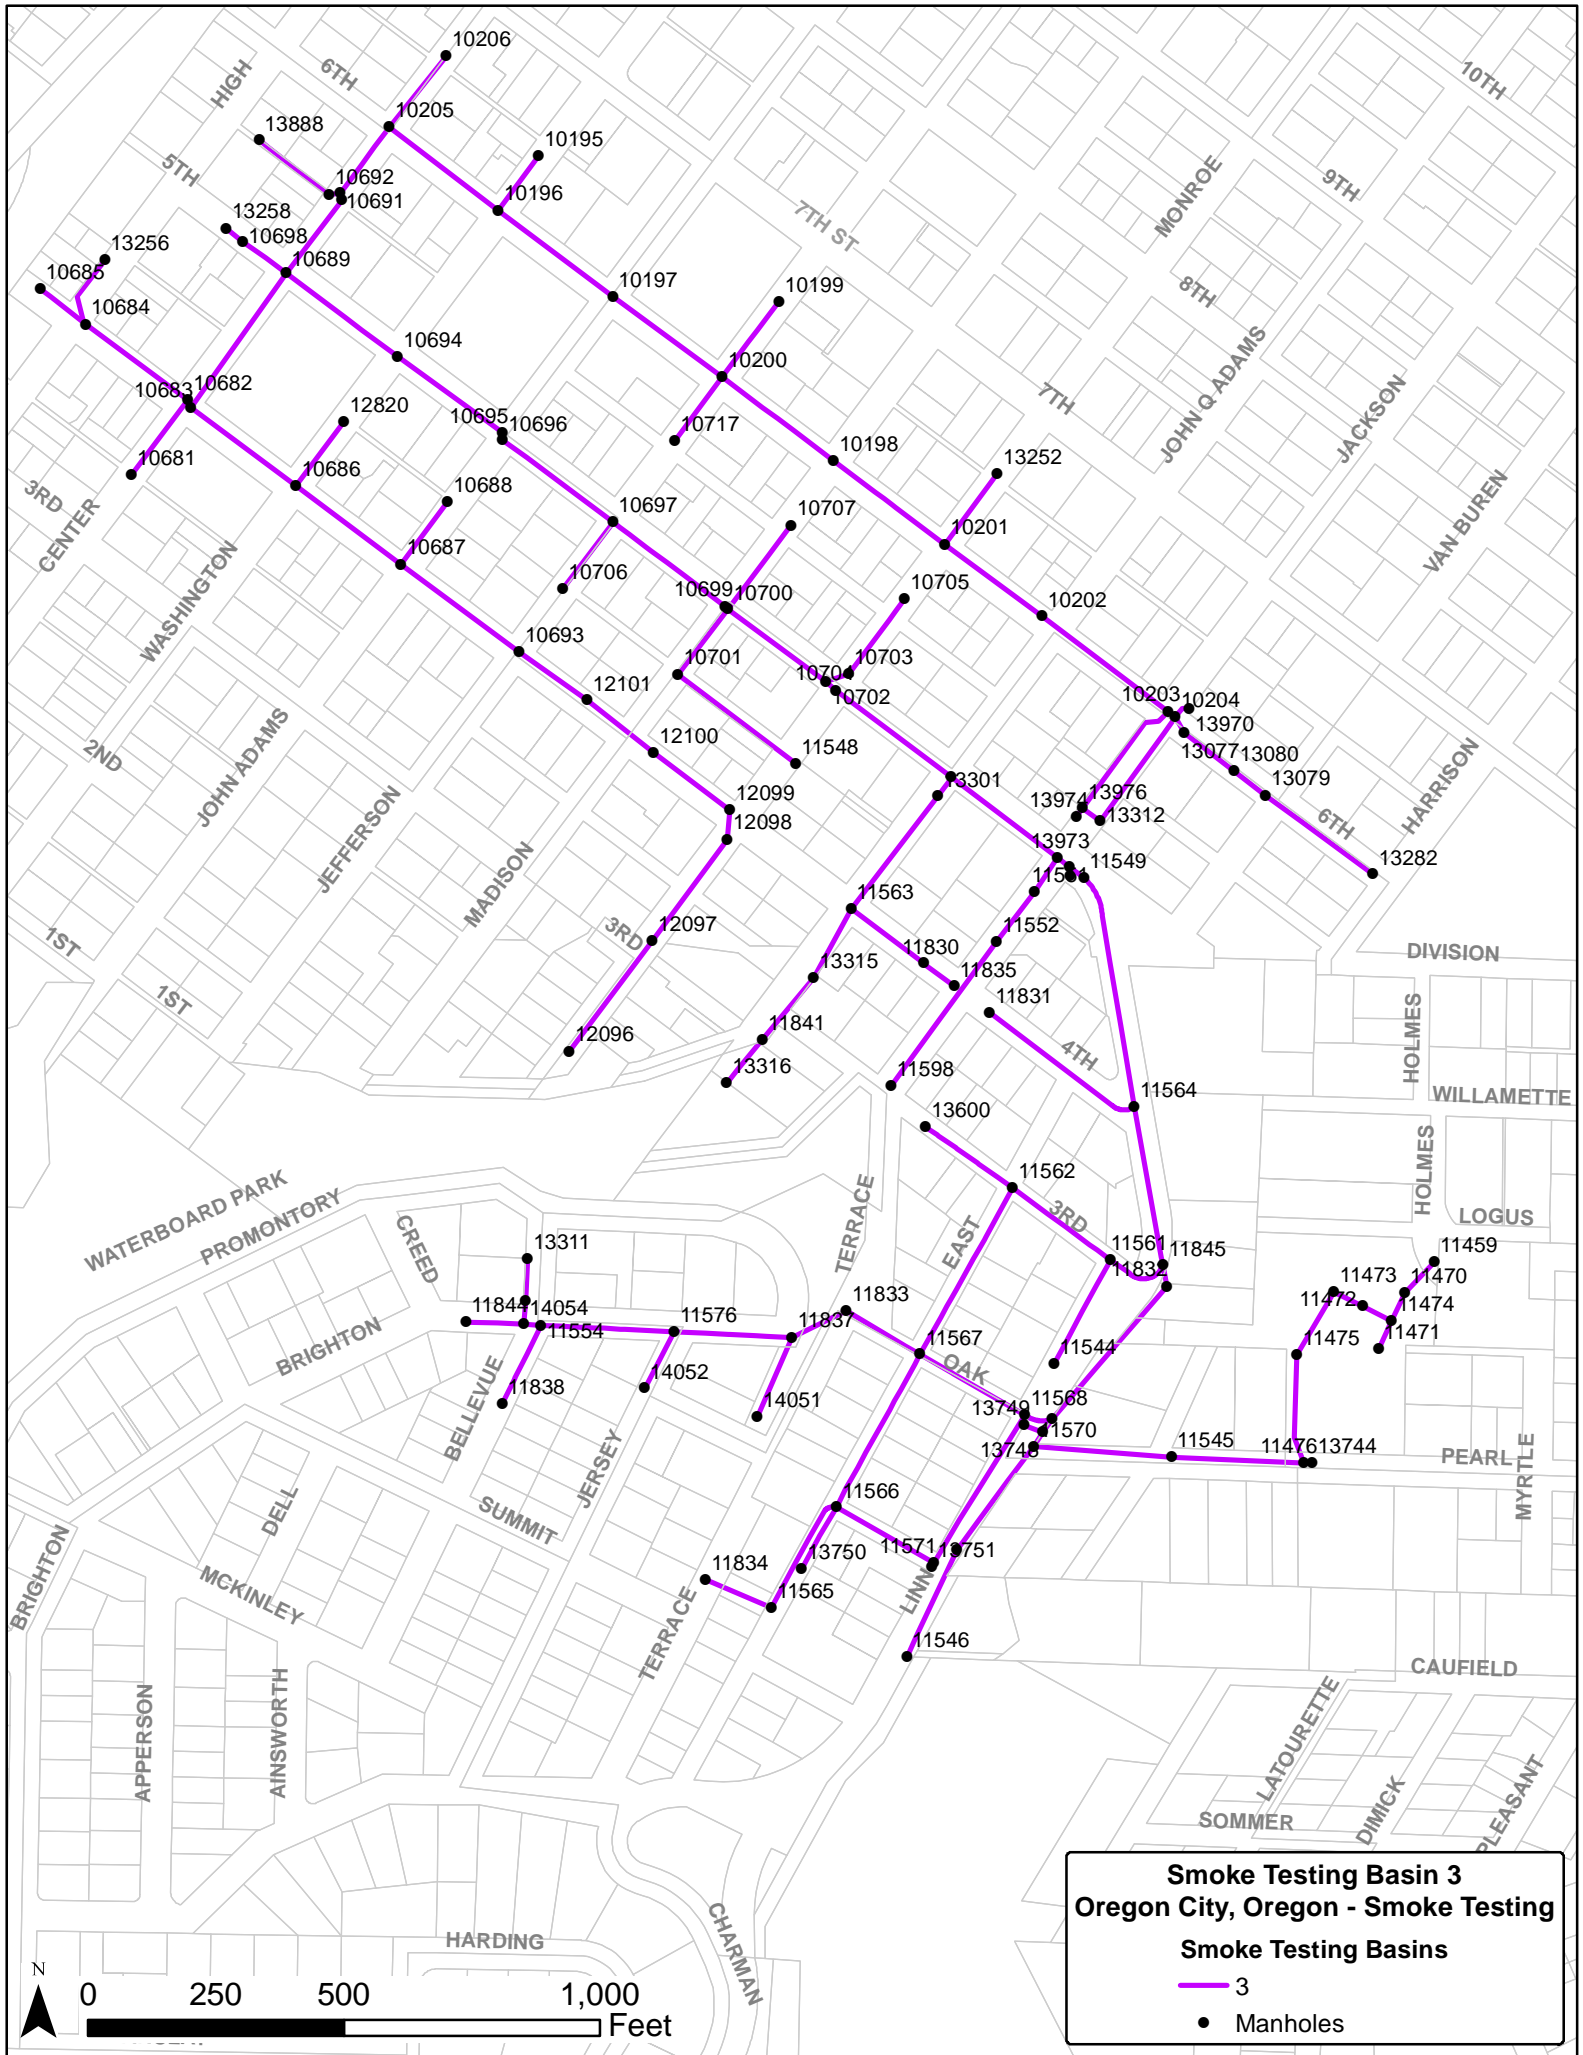 10206
6TH
HIGH
10TH
10205
13888
10195
5TH
10692
10691
10196
9TH
MONROE
13258
10698
7TH ST
13256
10689
10685
10684
10197
10199
8TH
10694
10200
JOHN Q ADAMS
JACKSON
10683
10682
12820
10695
10696
10717
7TH
10198
13252
10681
10686
10688
3RD
CENTER
10697
10707
10201
VAN BUREN
10687
10706
WASHINGTON
10699
10700
10705
10202
10693
10701
10703
10704
10702
12101
10203
10204
13970
2ND
JOHN ADAMS
12100
11548
13077
13080
13079
HARRISON
13301
12099
12098
13974
13976
13312
6TH
JEFFERSON
13973
11549
13282
MADISON
11563
11552
1ST
12097
3RD
11830
DIVISION
13315
11835
1ST
11831
HOLMES
12096
11841
4TH
13316
11598
11564
WILLAMETTE
13600
HOLMES
WATERBOARD PARK
PROMONTORY
TERRACE
11562
EAST
3RD
LOGUS
CREED
13311
11561
11845
11832
11459
11473
11470
11844
14054
11576
11833
11472
11474
11554
11837
11567
11475
11471
BRIGHTON
OAK
11544
BELLEVUE
11838
14052
14051
13749
11568
11570
13748
11545
11476
13744
PEARL
MYRTLE
DELL
JERSEY
SUMMIT
11566
BRIGHTON
MCKINLEY
11834
13750
11571
13751
11565
LINN
TERRACE
11546
CAUFIELD
APPERSON
AINSWORTH
LATOURETTE
SOMMER
DIMICK
PLEASANT
CHARMAN
HARDING
Smoke Testing Basin 3
Oregon City, Oregon - Smoke Testing
Smoke Testing Basins
3
Manholes
N
0 250 500 1,000
Feet